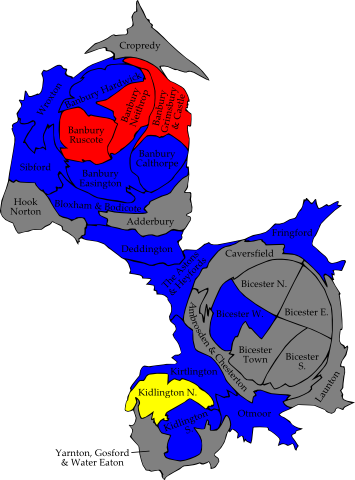 Cropredy
Wroxton
Banbury Hardwick
Banbury
Neithrop
Banbury
Grimsbury
& Castle
Banbury
Ruscote
Banbury
Calthorpe
Sibford
Banbury
Easington
Hook
Norton
Bloxham & Bodicote
Adderbury
Deddington
Fringford
Caversfield
The Astons
& Heyfords
Bicester N.
Bicester W.
Bicester E.
Ambrosden & Chesterton
Bicester
Town
Bicester
S.
Launton
Kirtlington
Kidlington N.
Otmoor
Kidlington
S.
Yarnton, Gosford
& Water Eaton